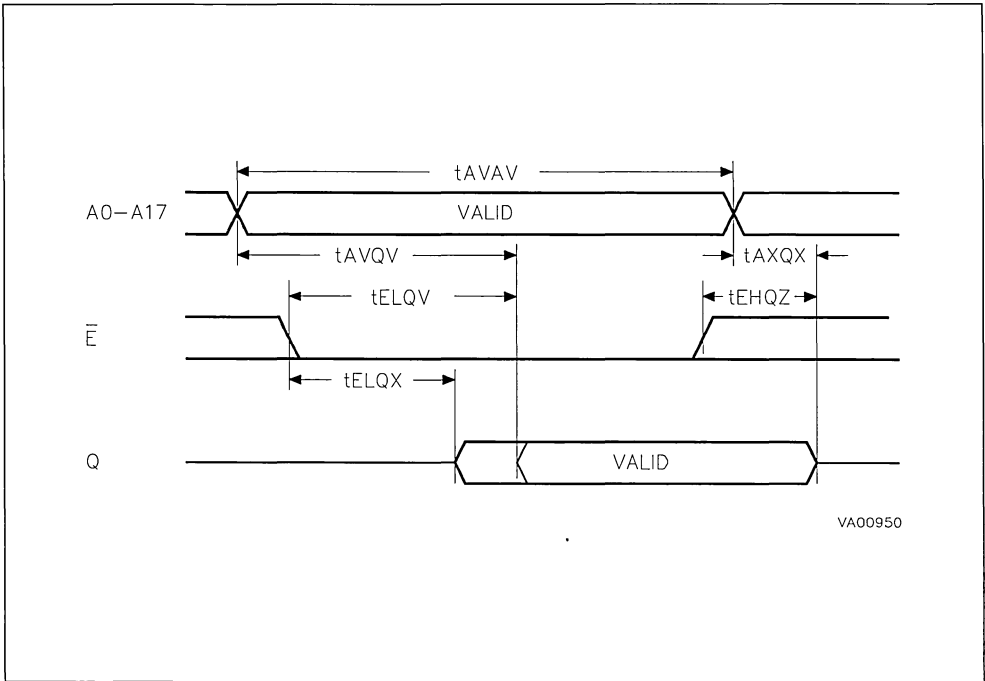 tAVAV
A0-A17
VALID
tAVQV
tAXQX
tELQV
tEHQZ
E̅
tELQX
Q
VALID
VA00950